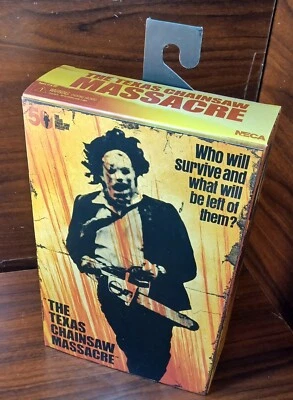 THE TEXAS CHAINSAW
MASSACRE
NECA
50
Who will
survive and
what will
be left of
them?
THE
TEXAS
CHAINSAW
MASSACRE